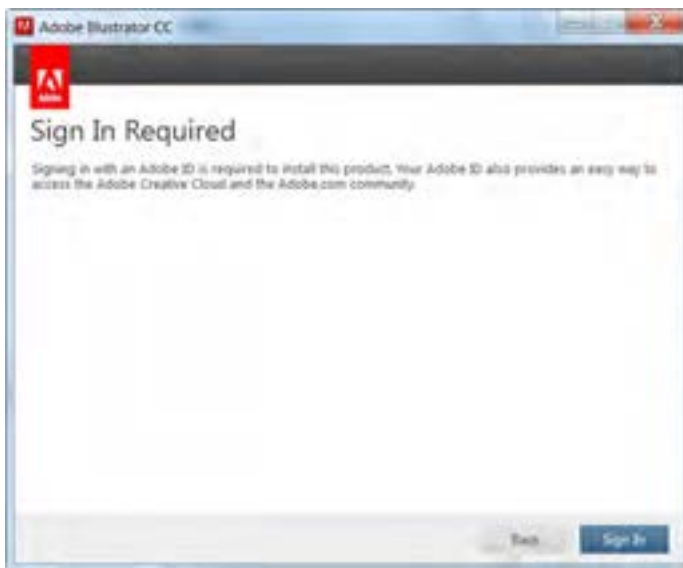 Adobe Illustrator CC
Adobe
Sign In Required
Signing in with an Adobe ID is required to install this product. Your Adobe ID also provides an easy way to
access the Adobe Creative Cloud and the Adobe.com community.
Back
Sign In